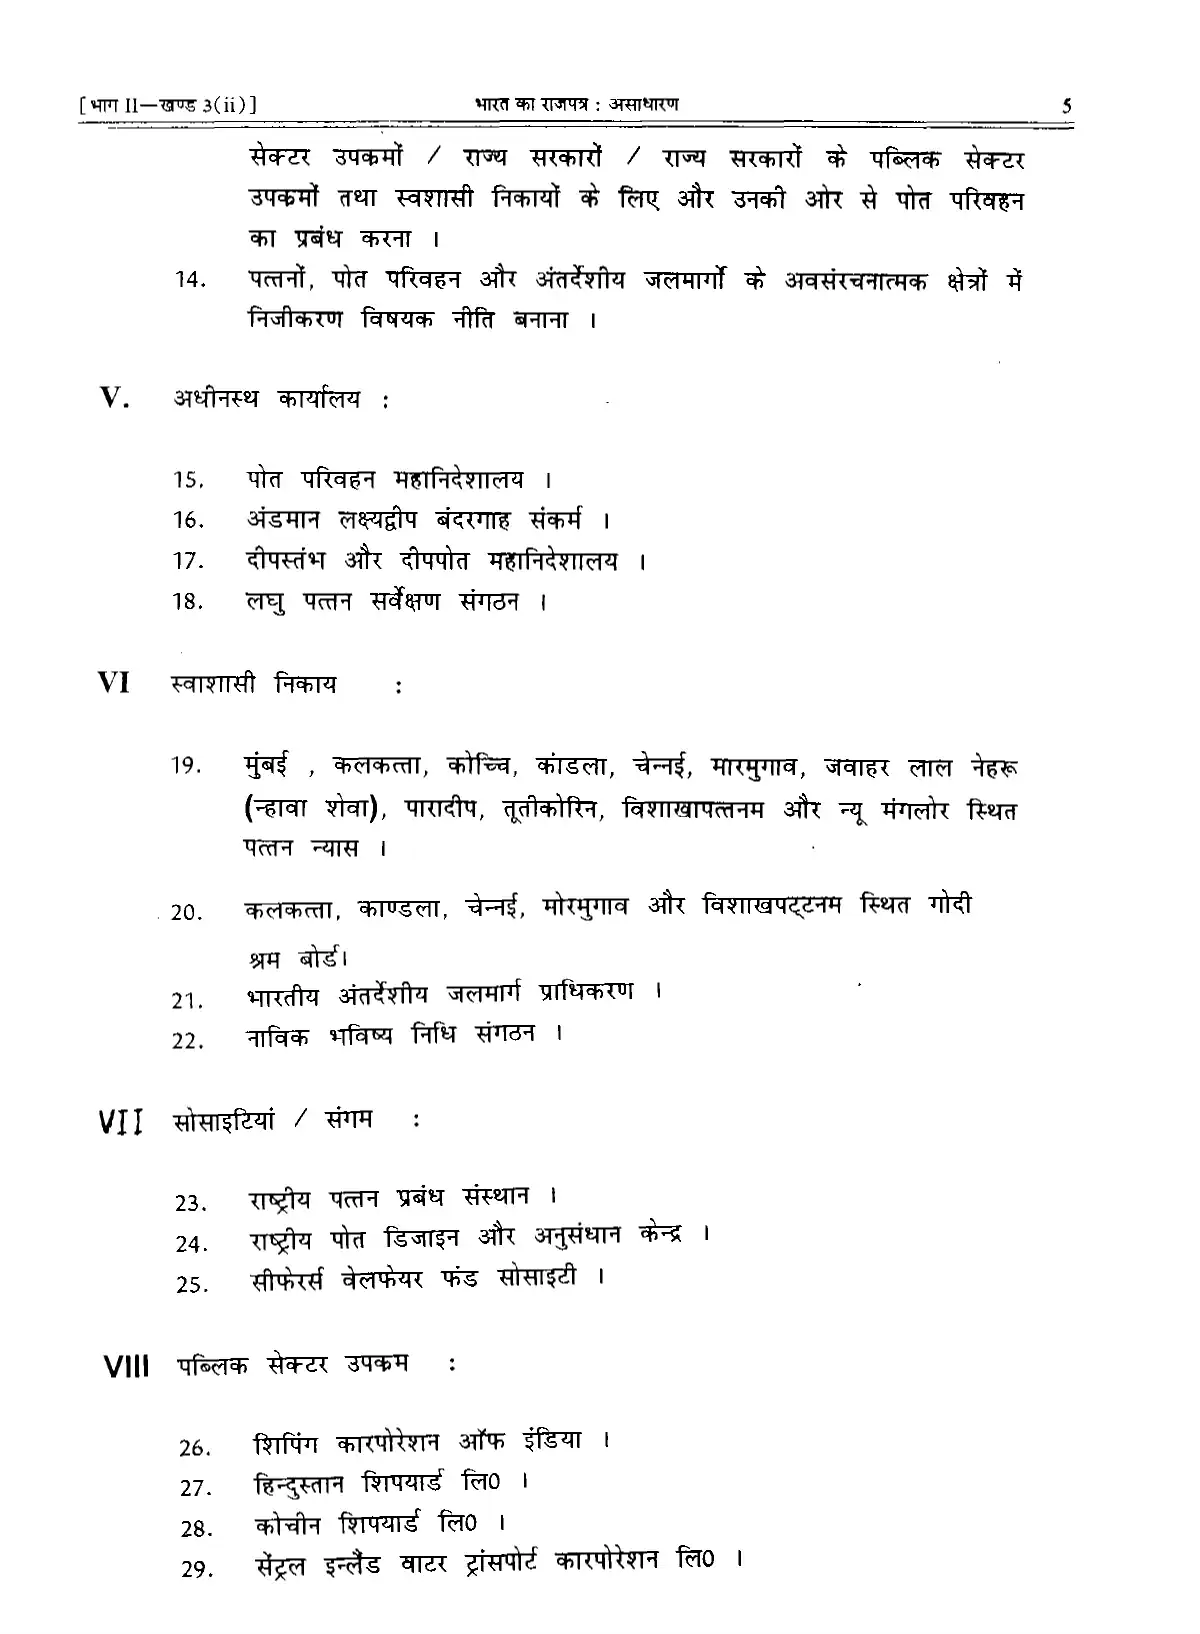 [ भाग II—खण्ड 3(ii) ] भारत का राजपत्र : असाधारण 5
सेक्टर उपक्रमों / राज्य सरकारों / राज्य सरकारों के पब्लिक सेक्टर
उपक्रमों तथा स्वशासी निकायों के लिए और उनकी ओर से पोत परिवहन
का प्रबंध करना ।
14. पत्तनों, पोत परिवहन और अंतर्देशीय जलमार्गों के अवसंरचनात्मक क्षेत्रों में
निजीकरण विषयक नीति बनाना ।
V. अधीनस्थ कार्यालय :
15. पोत परिवहन महानिदेशालय ।
16. अंडमान लक्ष्यद्वीप बंदरगाह संकर्म ।
17. दीपस्तंभ और दीपपोत महानिदेशालय ।
18. लघु पत्तन सर्वेक्षण संगठन ।
VI स्वाशासी निकाय :
19. मुंबई , कलकत्ता, कोच्चि, कांडला, चेन्नई, मारमुगाव, जवाहर लाल नेहरू
(न्हावा शेवा), पारादीप, तूतीकोरिन, विशाखापत्तनम और न्यू मंगलोर स्थित
पत्तन न्यास ।
20. कलकत्ता, काण्डला, चेन्नई, मोरमुगाव और विशाखपट्टनम स्थित गोदी
श्रम बोर्ड।
21. भारतीय अंतर्देशीय जलमार्ग प्राधिकरण ।
22. नाविक भविष्य निधि संगठन ।
VII सोसाइटियां / संगम :
23. राष्ट्रीय पत्तन प्रबंध संस्थान ।
24. राष्ट्रीय पोत डिजाइन और अनुसंधान केन्द्र ।
25. सीफेरर्स वेलफेयर फंड सोसाइटी ।
VIII पब्लिक सेक्टर उपक्रम :
26. शिपिंग कारपोरेशन ऑफ इंडिया ।
27. हिन्दुस्तान शिपयार्ड लि0 ।
28. कोचीन शिपयार्ड लि0 ।
29. सेंट्रल इन्लैंड वाटर ट्रांसपोर्ट कारपोरेशन लि0 ।